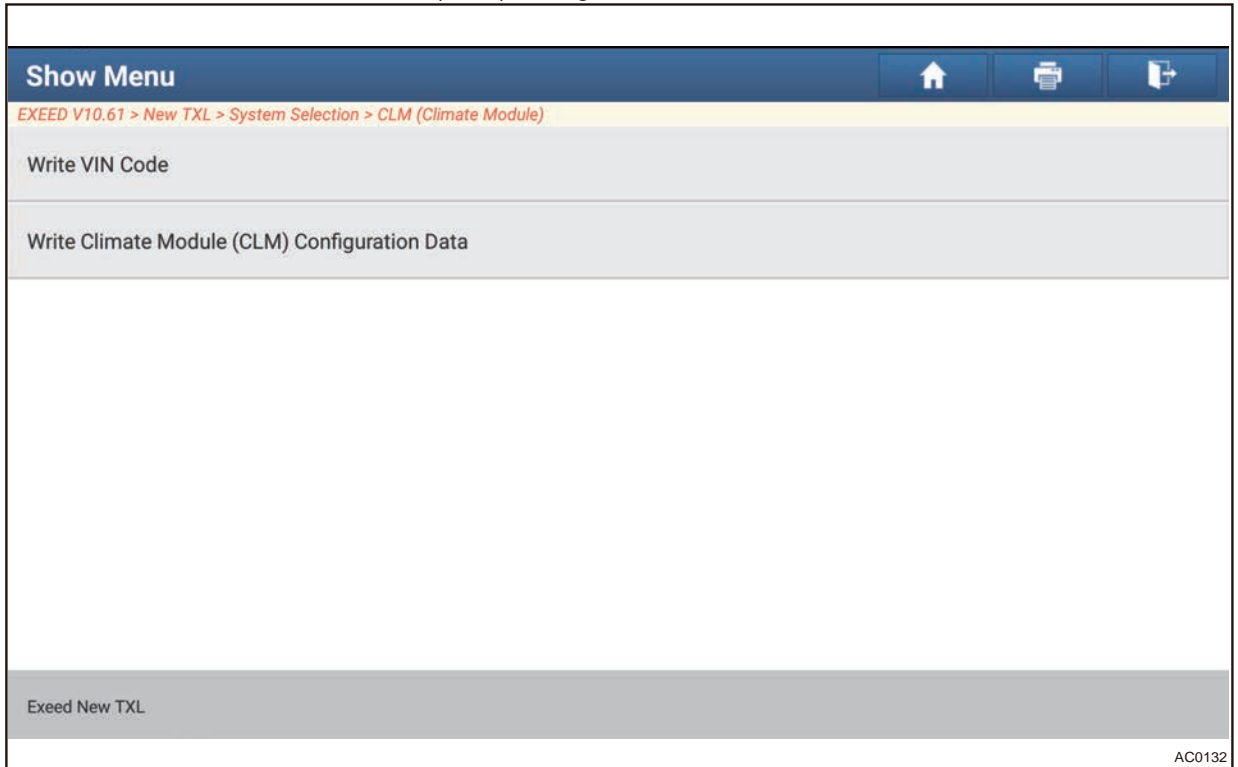 Show Menu
EXEED V10.61 > New TXL > System Selection > CLM (Climate Module)
Write VIN Code
Write Climate Module (CLM) Configuration Data
Exeed New TXL
AC0132